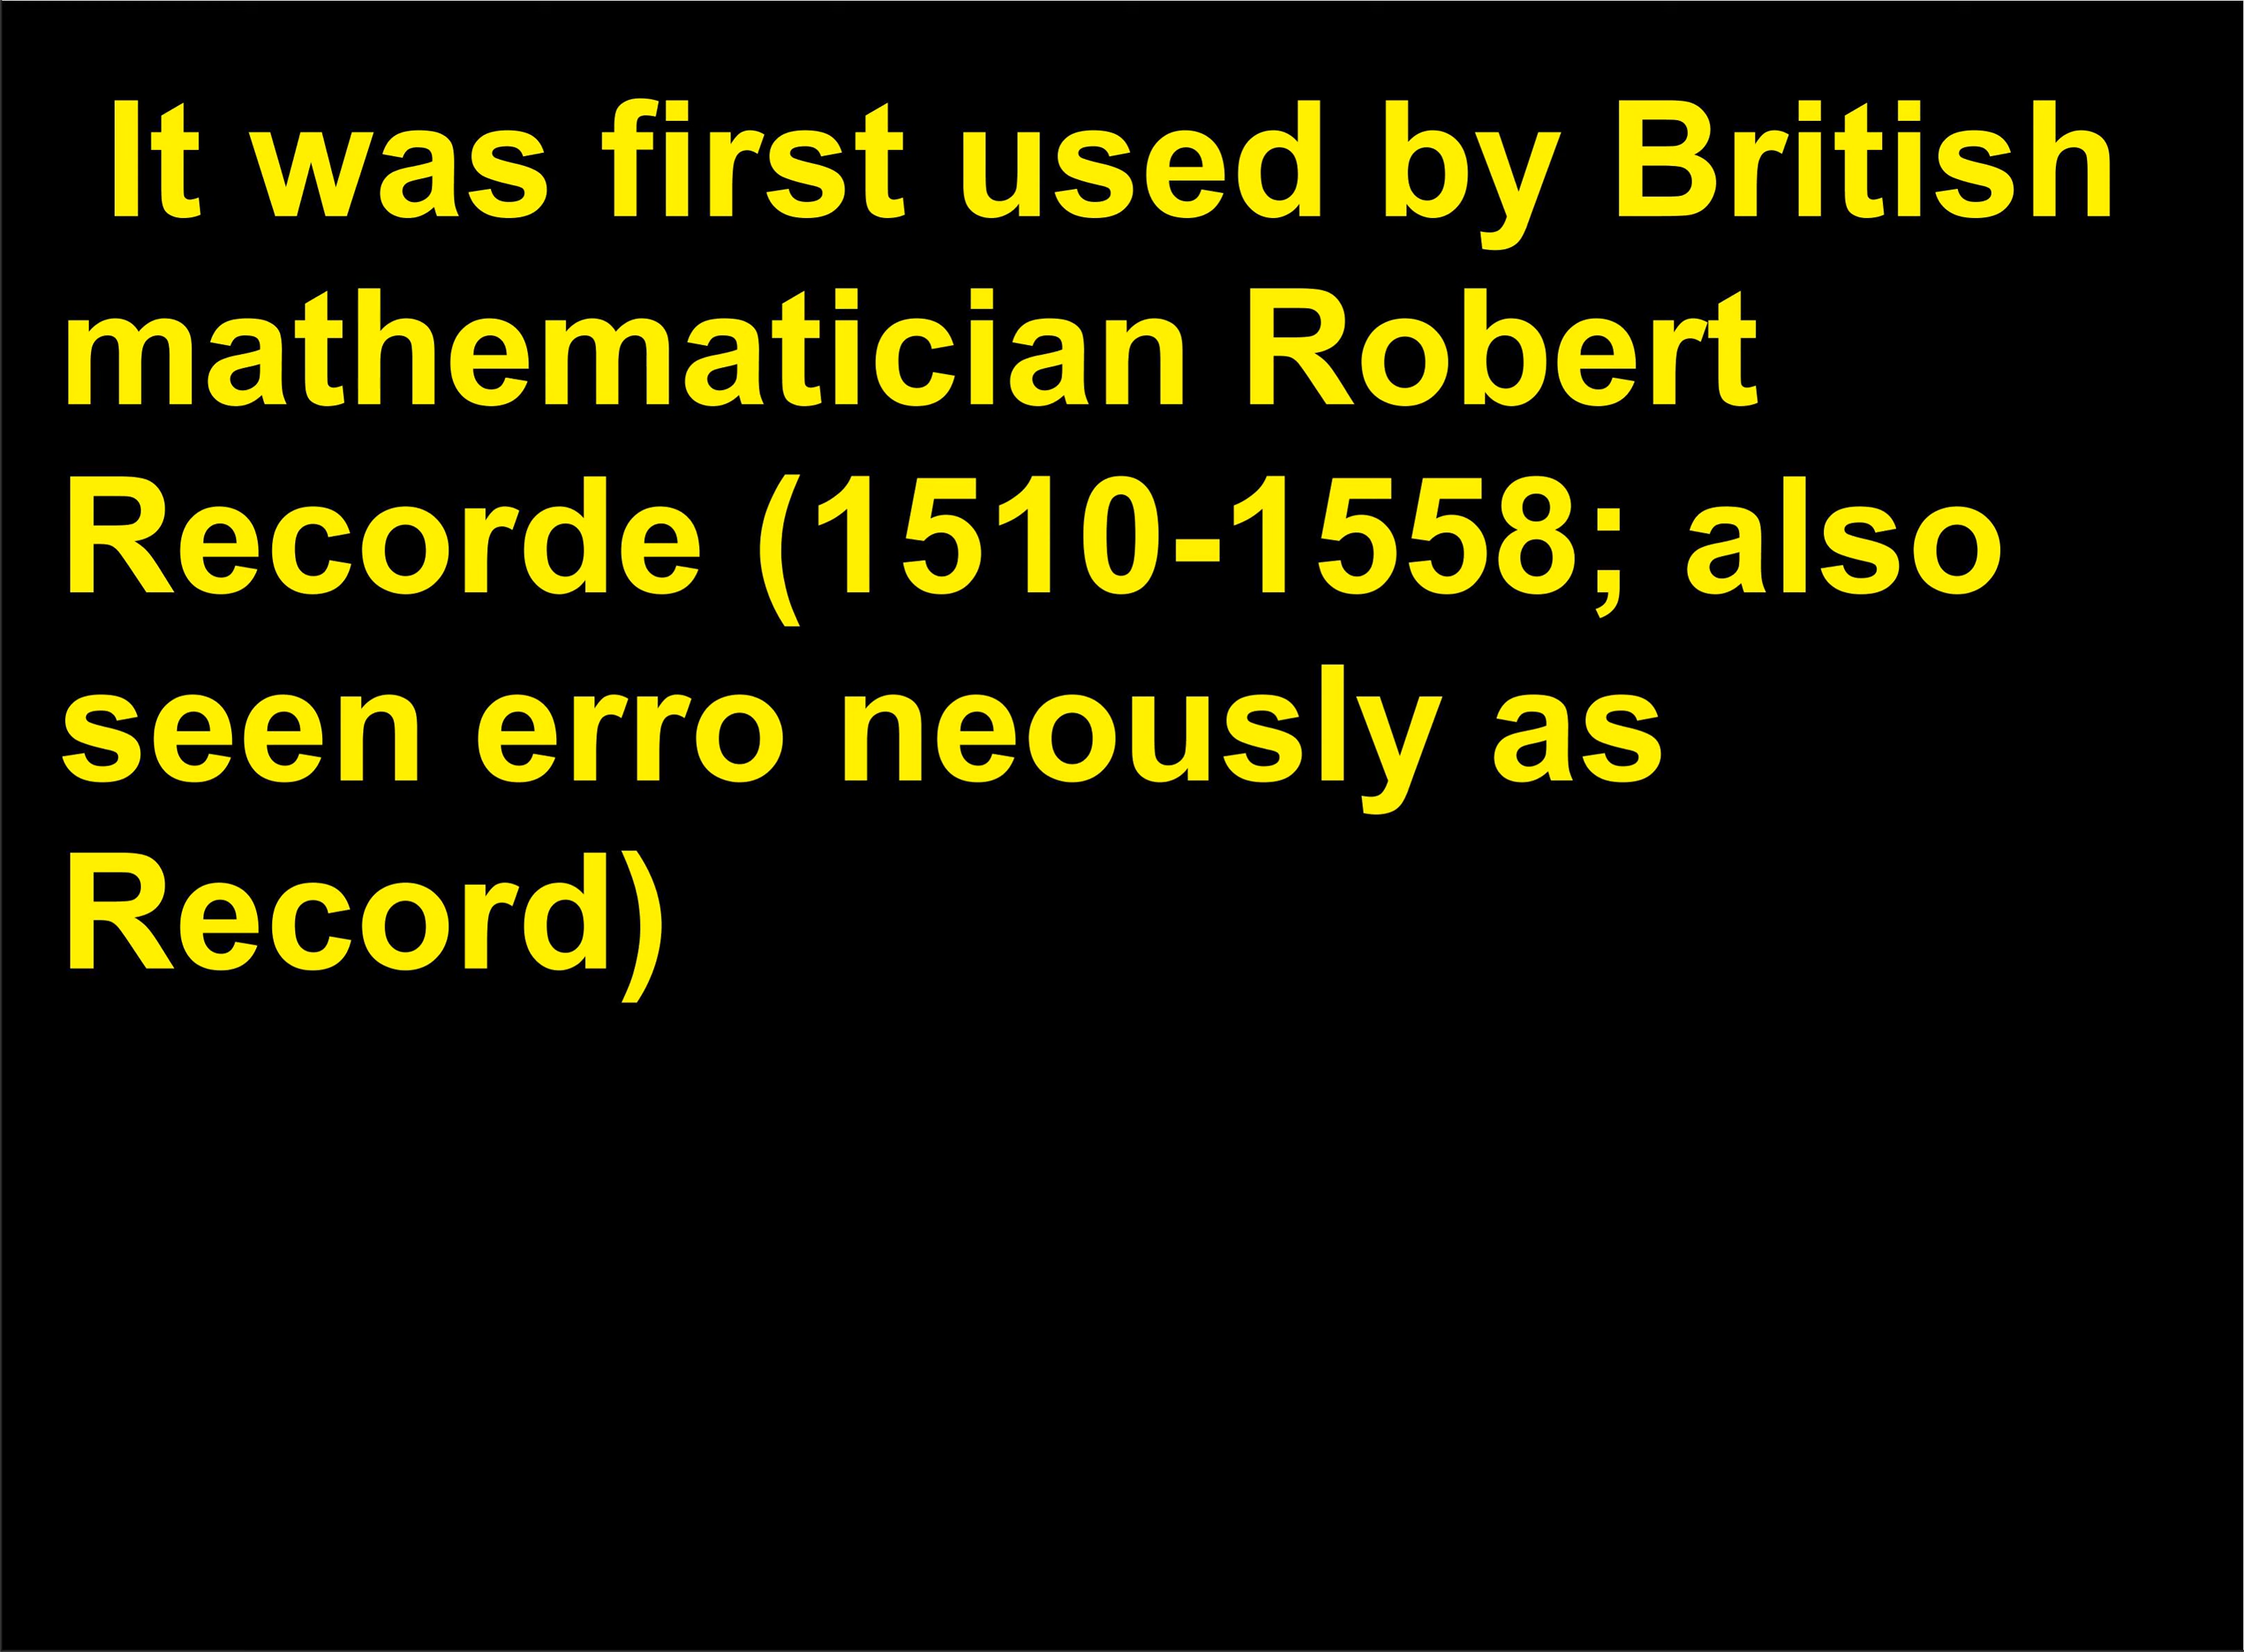 It was first used by British
mathematician Robert
Recorde (1510-1558; also
seen erro neously as
Record)